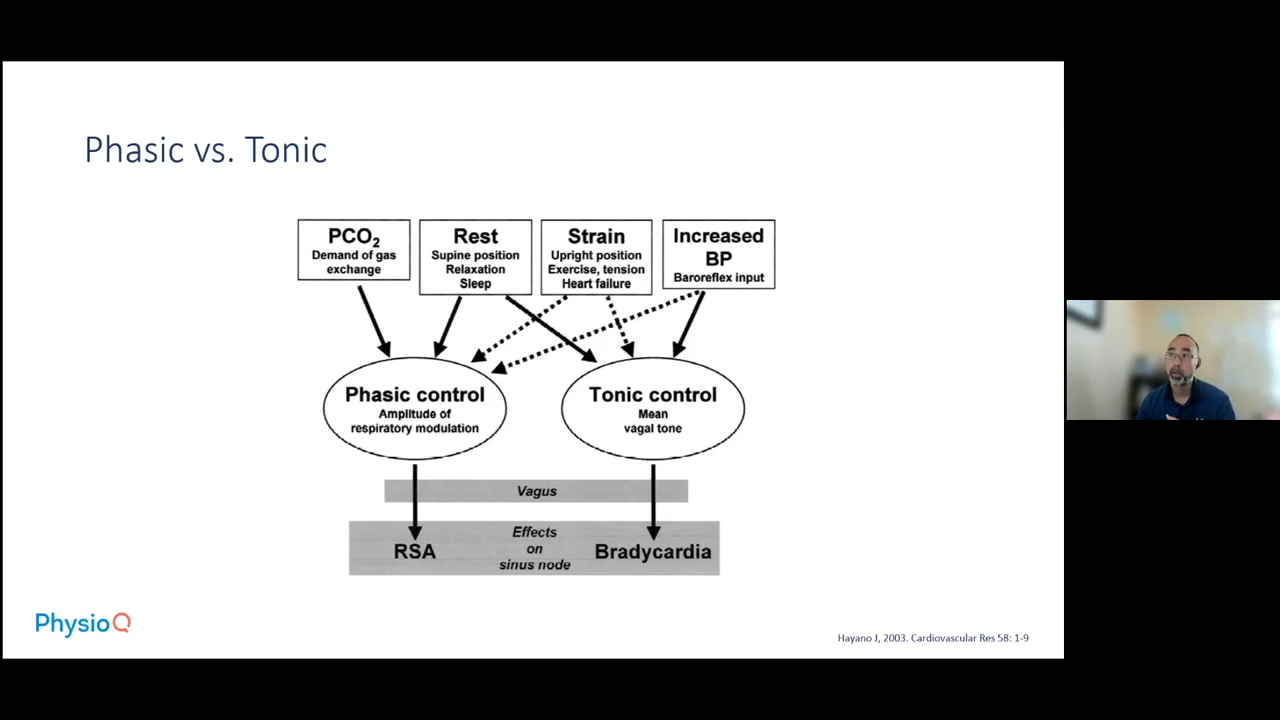 Phasic vs. Tonic
PCO₂
Demand of gas
exchange
Rest
Supine position
Relaxation
Sleep
Strain
Upright position
Exercise, tension
Heart failure
Increased
BP
Baroreflex input
Phasic control
Amplitude of
respiratory modulation
Tonic control
Mean
vagal tone
Vagus
RSA
Effects
on
sinus node
Bradycardia
PhysioQ
Hayano J, 2003. Cardiovascular Res 58: 1-9